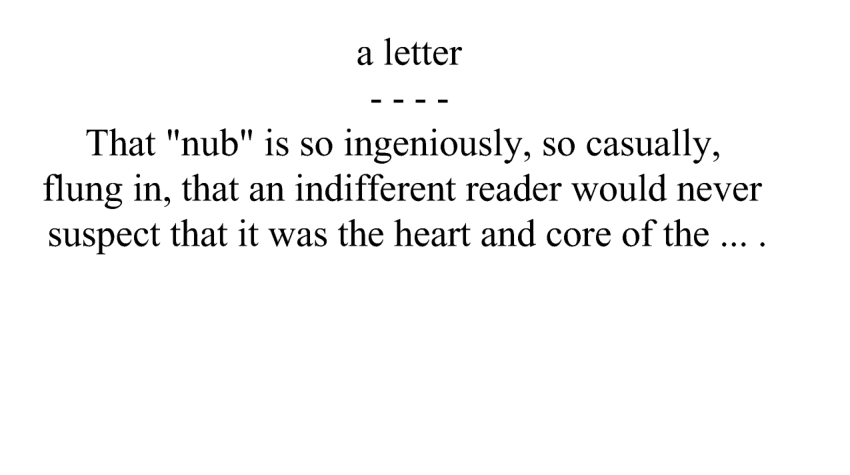 a letter
- - - -
That "nub" is so ingeniously, so casually,
flung in, that an indifferent reader would never
suspect that it was the heart and core of the ... .